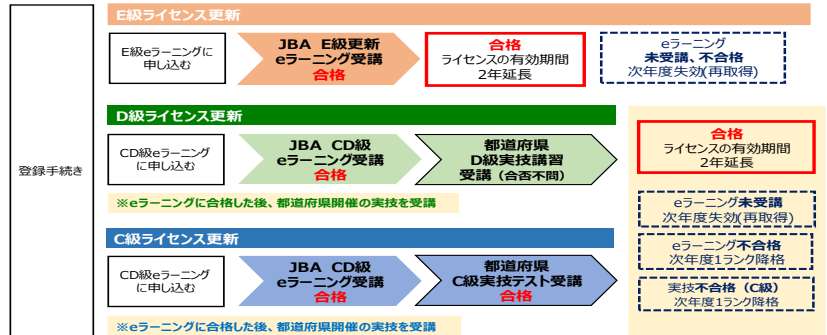 登録手続き
E級ライセンス更新
E級eラーニングに
申し込む
JBA E級更新
eラーニング受講
合格
合格
ライセンスの有効期間
2年延長
eラーニング
未受講、不合格
次年度失効(再取得)
D級ライセンス更新
CD級eラーニング
に申し込む
JBA CD級
eラーニング受講
合格
都道府県
D級実技講習
受講（合否不問）
※eラーニングに合格した後、都道府県開催の実技を受講
C級ライセンス更新
CD級eラーニング
に申し込む
JBA CD級
eラーニング受講
合格
都道府県
C級実技テスト受講
合格
※eラーニングに合格した後、都道府県開催の実技を受講
合格
ライセンスの有効期間
2年延長
eラーニング未受講
次年度失効(再取得)
eラーニング不合格
次年度1ランク降格
実技不合格（C級）
次年度1ランク降格